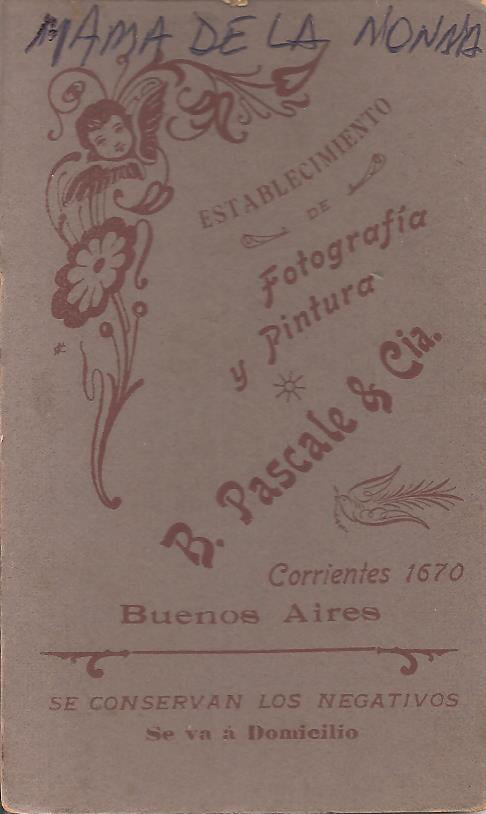 MAMA DE LA NONNA
ESTABLECIMIENTO
DE
Fotografía
y Pintura
B. Pascale & Cia.
Corrientes 1670
Buenos Aires
SE CONSERVAN LOS NEGATIVOS
Se va á Domicilio